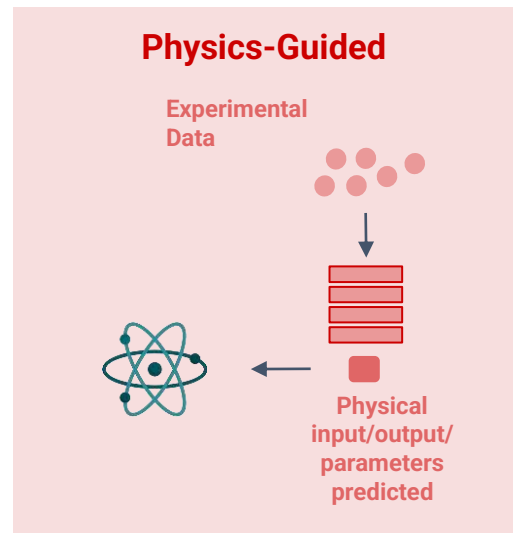 Physics-Guided
Experimental
Data
Physical
input/output/
parameters
predicted